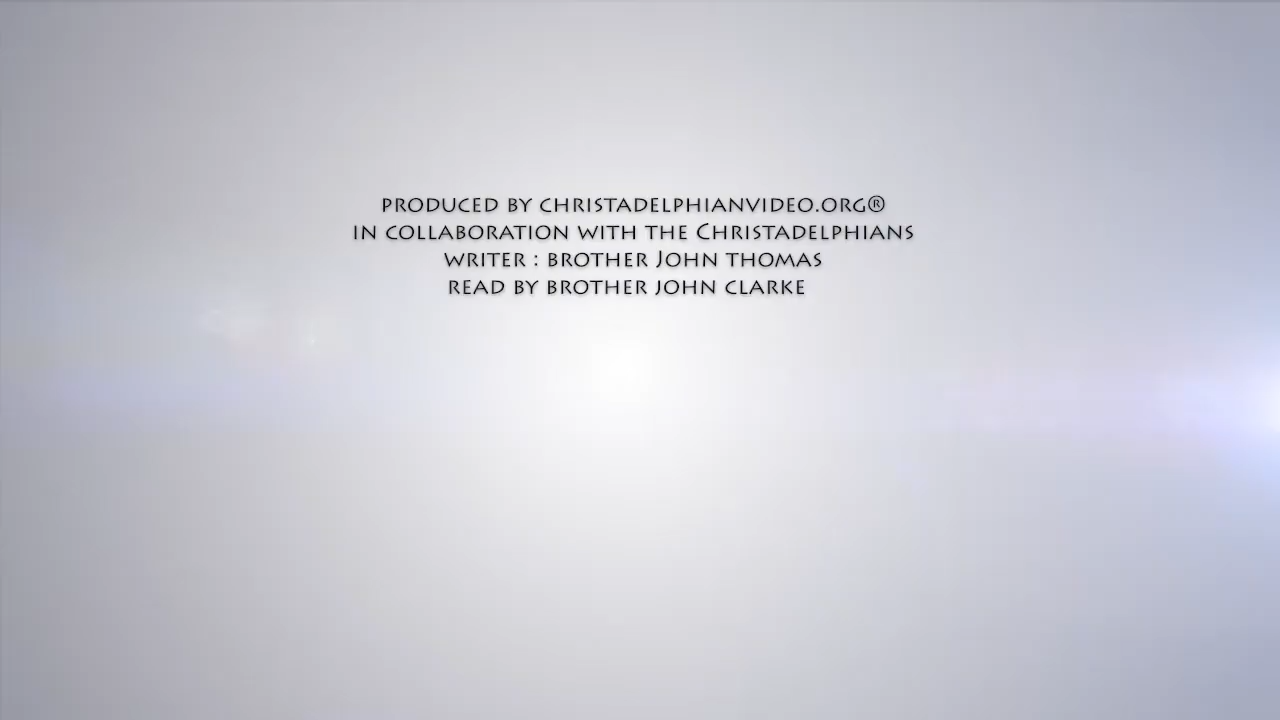 PRODUCED BY CHRISTADELPHIANVIDEO.ORG®
IN COLLABORATION WITH THE CHRISTADELPHIANS
WRITER : BROTHER JOHN THOMAS
READ BY BROTHER JOHN CLARKE